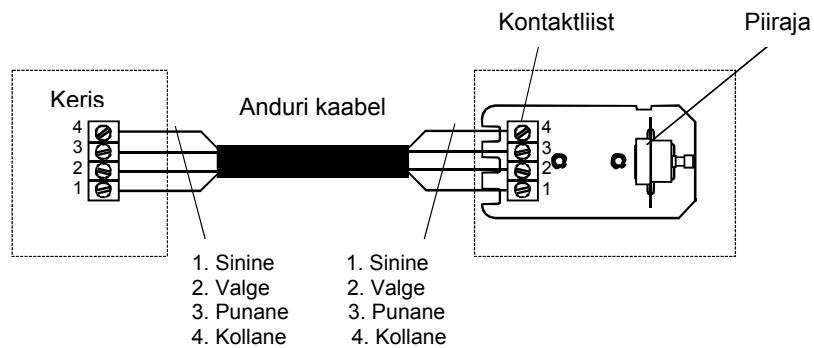 Kontaktliist
Piiraja
Keris
Anduri kaabel
4
3
2
1
4
3
2
1
1. Sinine
2. Valge
3. Punane
4. Kollane
1. Sinine
2. Valge
3. Punane
4. Kollane